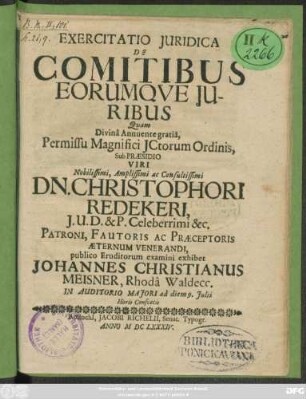 EXERCITATIO JURIDICA
DE
COMITIBUS
EORUMQVE JU-
RIBUS
Quam
Divinâ Annuente gratiâ,
Permissu Magnifici JCtorum Ordinis,
Sub PRÆSIDIO
VIRI
Nobilissimi, Amplissimi ac Consultissimi
DN. CHRISTOPHORI
REDEKERI,
J. U. D. & P. Celeberrimi &c.
PATRONI, FAUTORIS AC PRÆCEPTORIS
ÆTERNUM VENERANDI,
publico Eruditorum examini exhibet
JOHANNES CHRISTIANUS
MEISNER, Rhodâ Waldecc.
IN AUDITORIO MAJORI ad diem 9. Julii
Horis Consuetis
JACOBI RICHELII, Senat. Typogr.
ANNO M DC LXXXIV.
II k
2266
BIBLIOTHECA
PONICKAVIANA